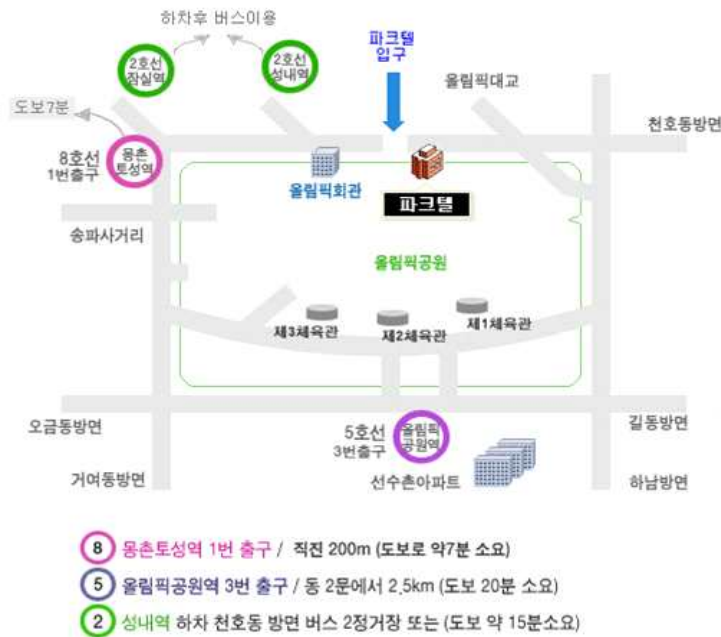 하차후 버스이용
2호선
잠실역
2호선
성내역
파크텔
입구
올림픽대교
도보7분
천호동방면
8호선
1번출구
몽촌
토성역
올림픽회관
파크텔
송파사거리
올림픽공원
제3체육관
제2체육관
제1체육관
오금동방면
5호선
3번출구
올림픽
공원역
길동방면
거여동방면
선수촌아파트
하남방면
8 몽촌토성역 1번 출구 / 직진 200m (도보로 약7분 소요)
5 올림픽공원역 3번 출구 / 동 2문에서 2.5km (도보 20분 소요)
2 성내역 하차 천호동 방면 버스 2정거장 또는 (도보 약 15분소요)